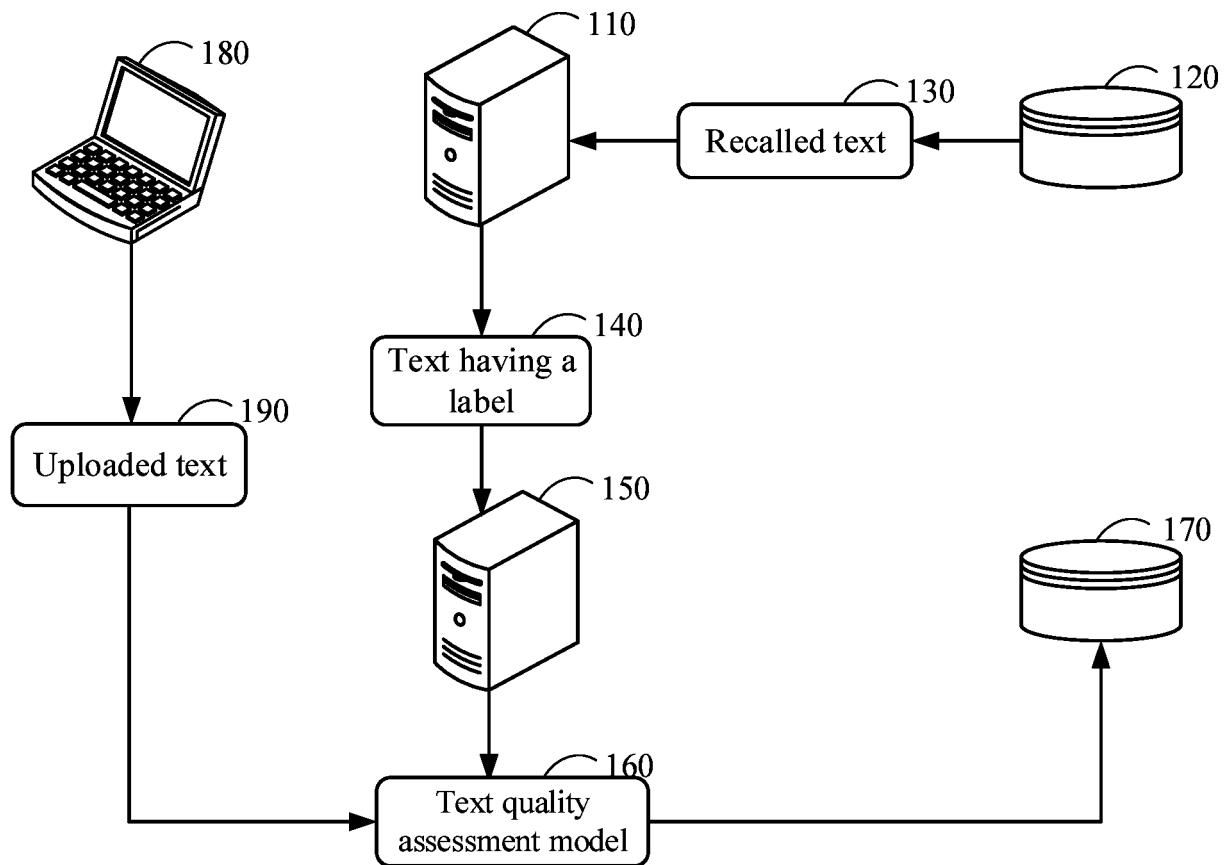 180
110
130
120
Recalled text
140
Text having a
label
190
Uploaded text
150
170
160
Text quality
assessment model